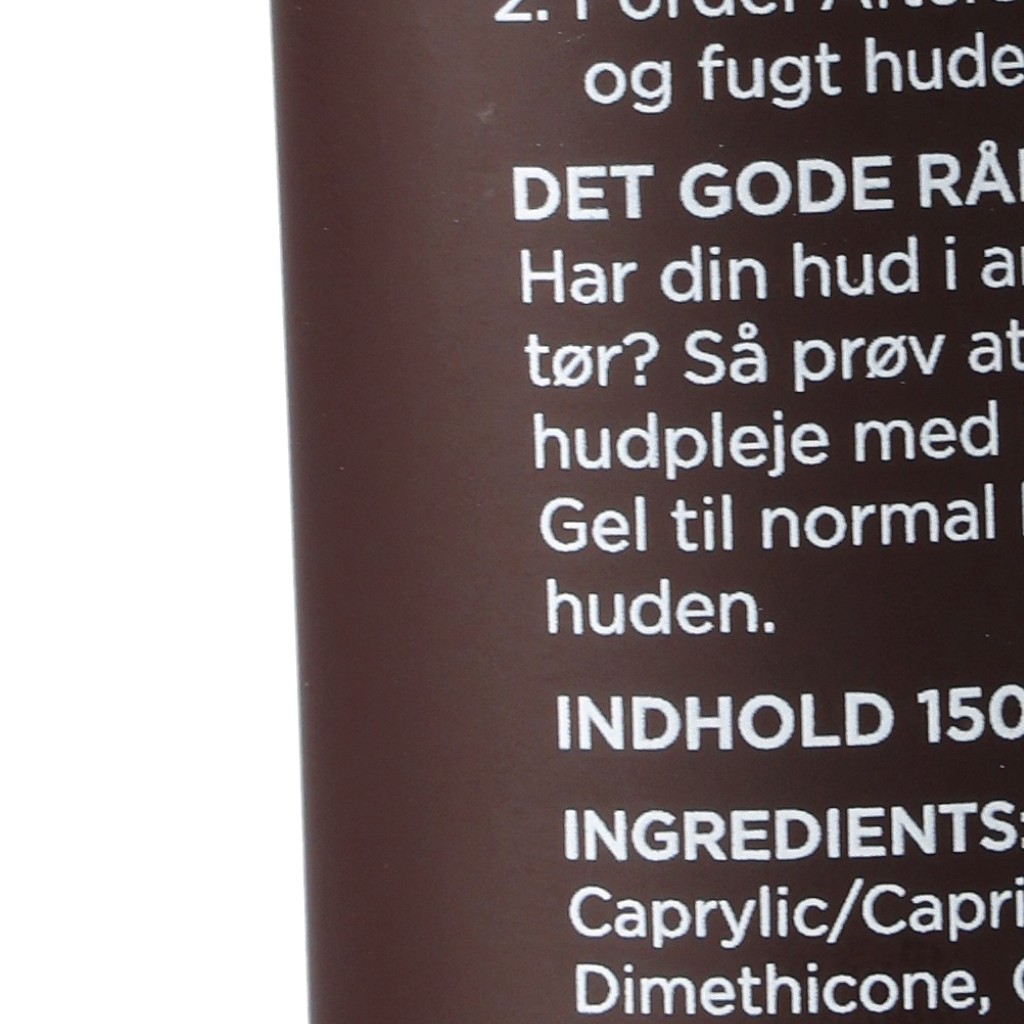 og fugt
DET GODE
Har din hud i
tør? Så prøv at
hudpleje med
Gel til normal
huden.
INDHOLD 150
INGREDIENTS:
Caprylic/Capri
Dimethicone,